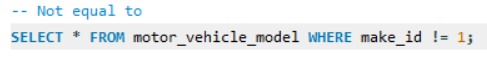 -- Not equal to
SELECT * FROM motor_vehicle_model WHERE make_id != 1;